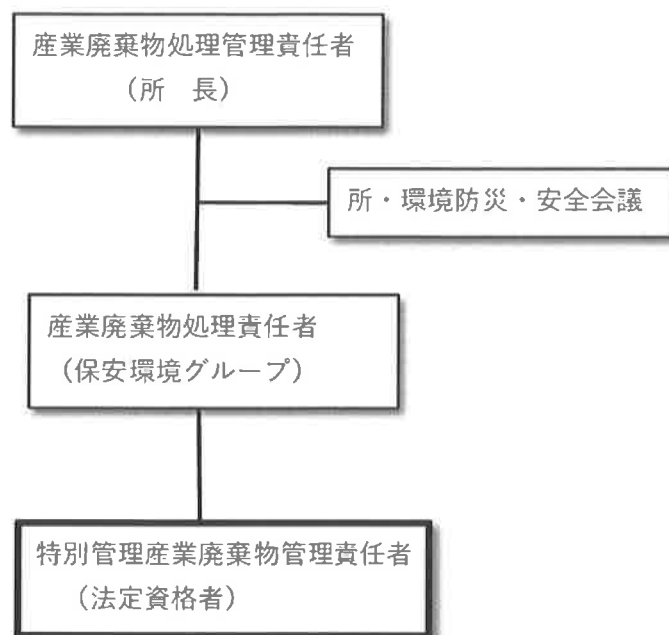 産業廃棄物処理管理責任者
（所　長）
所・環境防災・安全会議
産業廃棄物処理責任者
（保安環境グループ）
特別管理産業廃棄物管理責任者
（法定資格者）